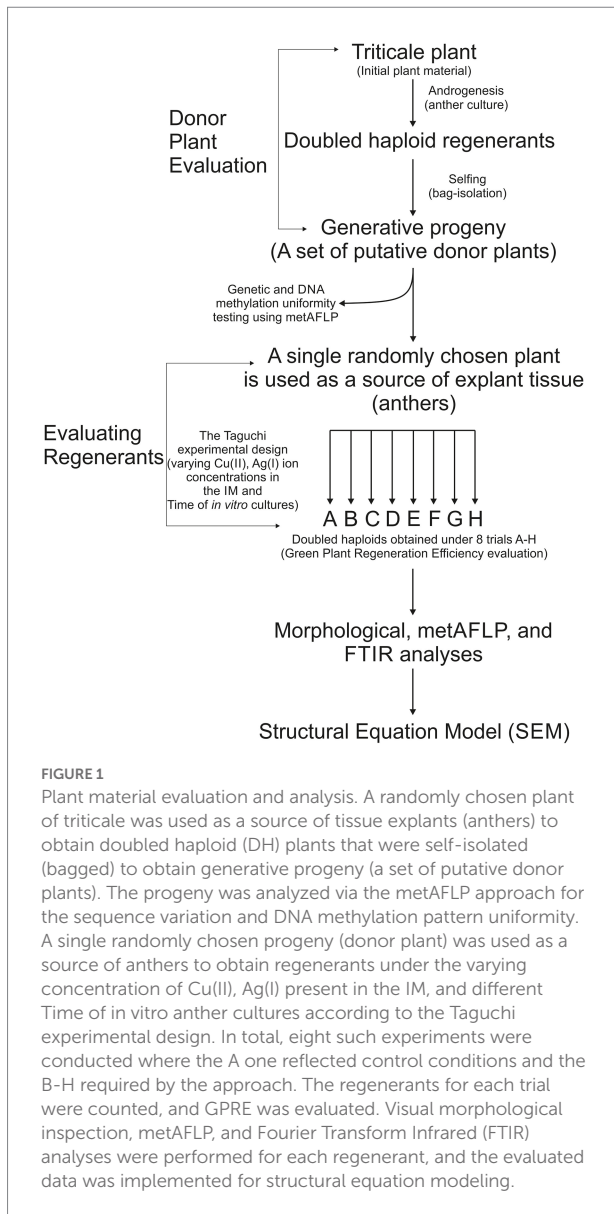 Triticale plant
(Initial plant material)
Androgenesis
(anther culture)
Donor
Plant
Evaluation
Doubled haploid regenerants
Selfing
(bag-isolation)
Generative progeny
(A set of putative donor plants)
Genetic and DNA
methylation uniformity
testing using metAFLP
A single randomly chosen plant
is used as a source of explant tissue
(anthers)
Evaluating
Regenerants
The Taguchi
experimental design
(varying Cu(II), Ag(I) ion
concentrations in
the IM and
Time of in vitro cultures)
A B C D E F G H
Doubled haploids obtained under 8 trials A-H
(Green Plant Regeneration Efficiency evaluation)
Morphological, metAFLP, and
FTIR analyses
Structural Equation Model (SEM)
FIGURE 1
Plant material evaluation and analysis. A randomly chosen plant
of triticale was used as a source of tissue explants (anthers) to
obtain doubled haploid (DH) plants that were self-isolated
(bagged) to obtain generative progeny (a set of putative donor
plants). The progeny was analyzed via the metAFLP approach for
the sequence variation and DNA methylation pattern uniformity.
A single randomly chosen progeny (donor plant) was used as a
source of anthers to obtain regenerants under the varying
concentration of Cu(II), Ag(I) present in the IM, and different
Time of in vitro anther cultures according to the Taguchi
experimental design. In total, eight such experiments were
conducted where the A one reflected control conditions and the
B-H required by the approach. The regenerants for each trial
were counted, and GPRE was evaluated. Visual morphological
inspection, metAFLP, and Fourier Transform Infrared (FTIR)
analyses were performed for each regenerant, and the evaluated
data was implemented for structural equation modeling.